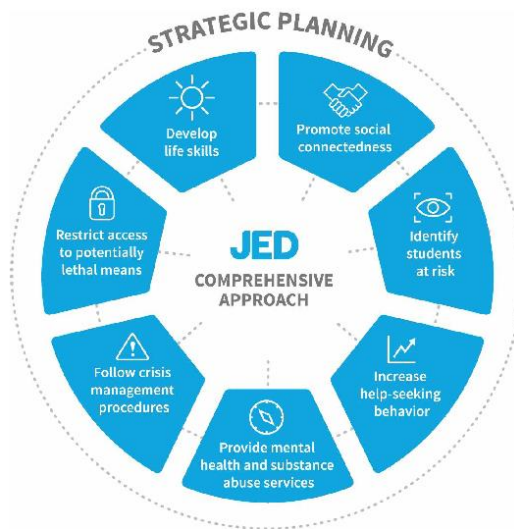 STRATEGIC PLANNING
Develop
life skills
Promote social
connectedness
Restrict access
to potentially
lethal means
JED
COMPREHENSIVE
APPROACH
Identify
students
at risk
Follow crisis
management
procedures
Increase
help-seeking
behavior
Provide mental
health and substance
abuse services